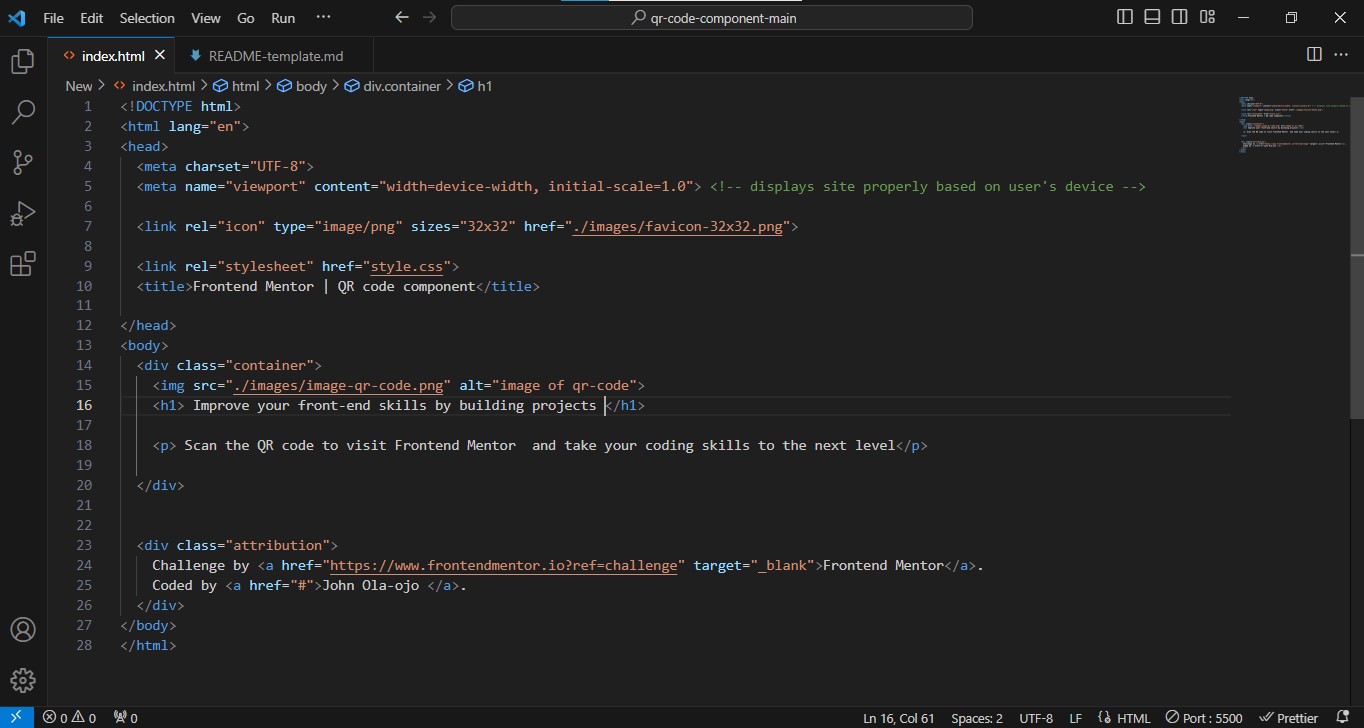 File Edit Selection View Go Run ··· qr-code-component-main
index.html README-template.md
New > index.html > html > body > div.container > h1
1 <!DOCTYPE html>
2 <html lang="en">
3 <head>
4 <meta charset="UTF-8">
5 <meta name="viewport" content="width=device-width, initial-scale=1.0"> <!-- displays site properly based on user's device -->
6
7 <link rel="icon" type="image/png" sizes="32x32" href="./images/favicon-32x32.png">
8
9 <link rel="stylesheet" href="style.css">
10 <title>Frontend Mentor | QR code component</title>
11
12 </head>
13 <body>
14 <div class="container">
15 <img src="./images/image-qr-code.png" alt="image of qr-code">
16 <h1> Improve your front-end skills by building projects </h1>
17
18 <p> Scan the QR code to visit Frontend Mentor  and take your coding skills to the next level</p>
19
20 </div>
21
22
23 <div class="attribution">
24 Challenge by <a href="https://www.frontendmentor.io?ref=challenge" target="_blank">Frontend Mentor</a>.
25 Coded by <a href="#">John Ola-ojo </a>.
26 </div>
27 </body>
28 </html>
0 0 0 Ln 16, Col 61 Spaces: 2 UTF-8 LF HTML Port : 5500 Prettier